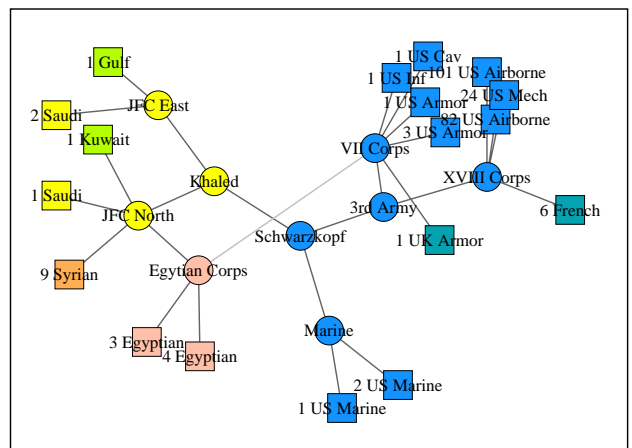 1 US Cav
1 Gulf
101 US Airborne
1 US Inf
24 US Mech
JFC East
1 US Armor
2 Saudi
82 US Airborne
3 US Armor
1 Kuwait
VII Corps
XVIII Corps
Khaled
1 Saudi
3rd Army
JFC North
6 French
Schwarzkopf
1 UK Armor
Egytian Corps
9 Syrian
Marine
3 Egyptian
4 Egyptian
2 US Marine
1 US Marine